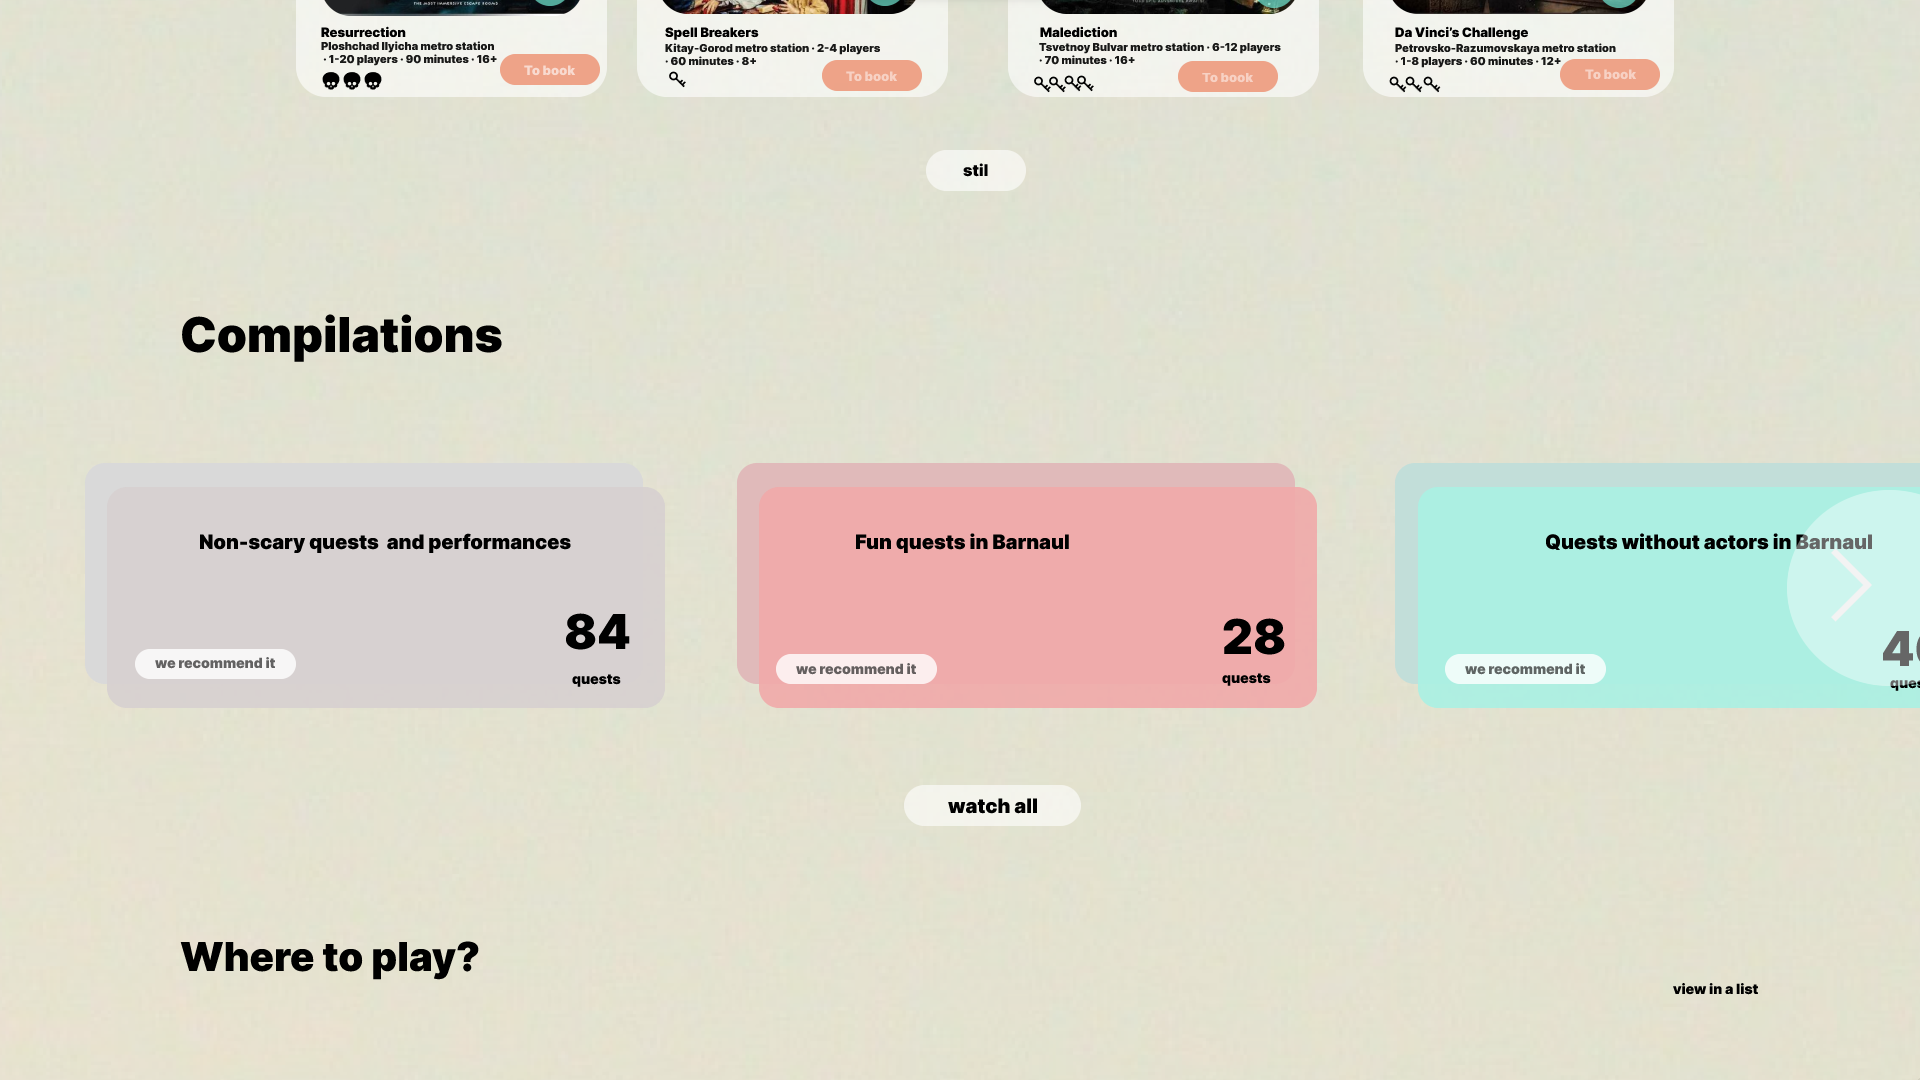 THE MOST IMMERSIVE ESCAPE ROOMS
Resurrection
Ploshchad Ilyicha metro station
· 1-20 players · 90 minutes · 16+
To book
Spell Breakers
Kitay-Gorod metro station · 2-4 players
· 60 minutes · 8+
To book
Malediction
Tsvetnoy Bulvar metro station · 6-12 players
· 70 minutes · 16+
To book
Da Vinci's Challenge
Petrovsko-Razumovskaya metro station
· 1-8 players · 60 minutes · 12+
To book
stil
Compilations
Non-scary quests  and performances
84
we recommend it
quests
Fun quests in Barnaul
28
we recommend it
quests
Quests without actors in Barnaul
we recommend it
watch all
Where to play?
view in a list